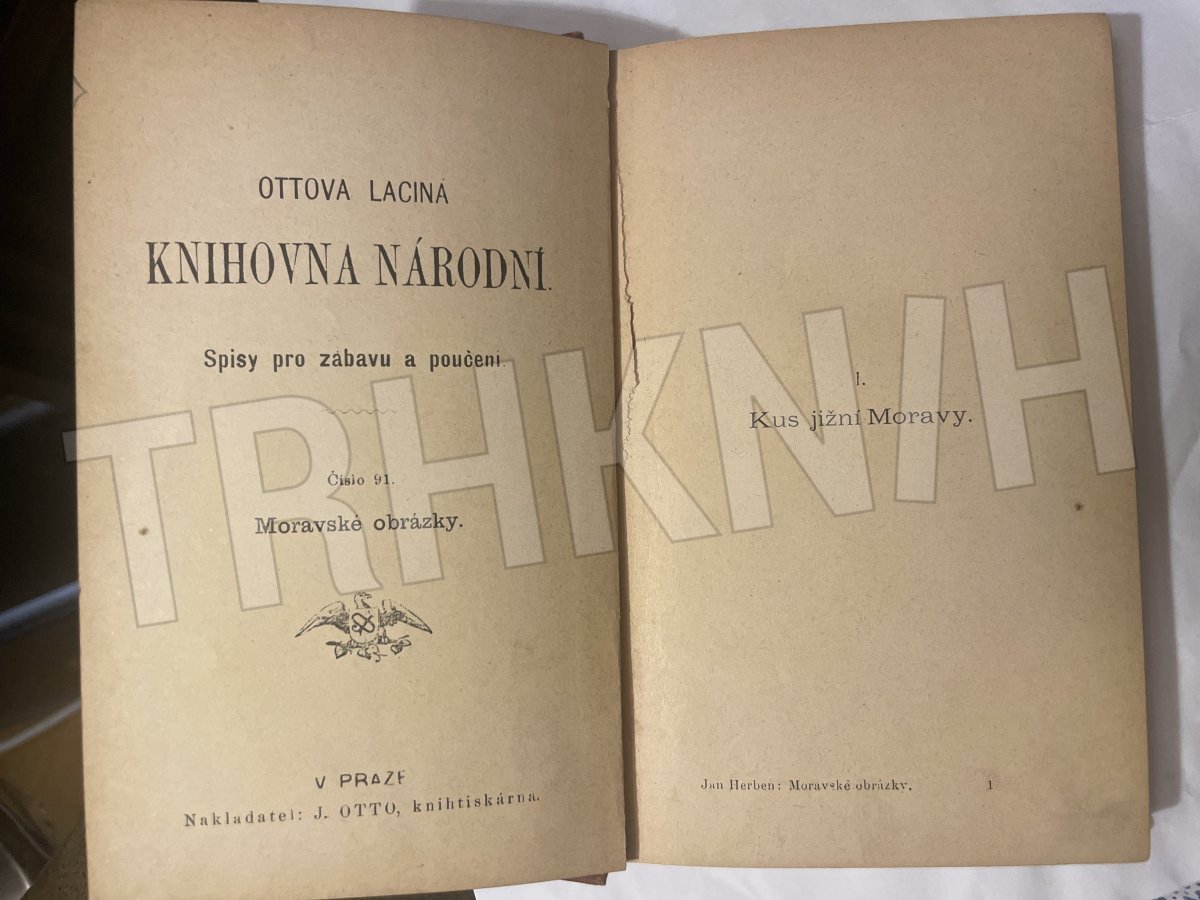 OTTOVA LACINÁ
KNIHOVNA NÁRODNÍ.
Spisy pro zábavu a poučení.
Číslo 91.
Moravské obrázky.
V PRAZE
Nakladatel: J. OTTO, knihtiskárna.
I.
Kus jižní Moravy.
Jan Herben: Moravské obrázky. 1
TRHKNIH